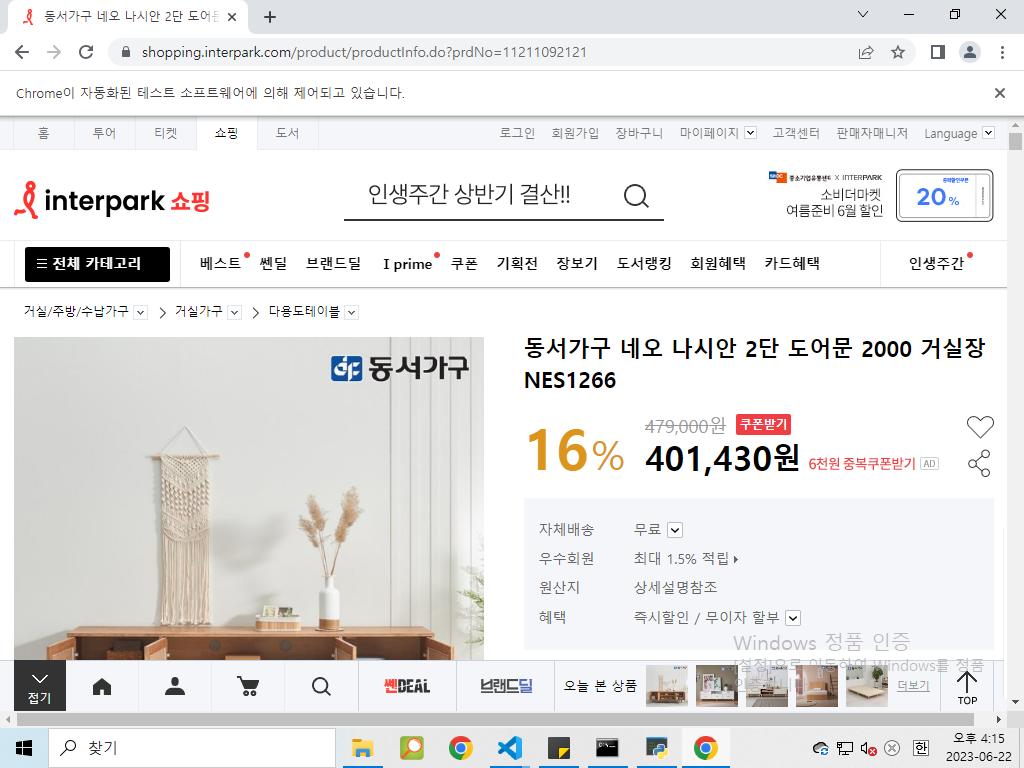 동서가구 네오 나시안 2단 도어문
shopping.interpark.com/product/productInfo.do?prdNo=11211092121
Chrome이 자동화된 테스트 소프트웨어에 의해 제어되고 있습니다.
홈 투어 티켓 쇼핑 도서 로그인 회원가입 장바구니 마이페이지 고객센터 판매자매니저 Language
interpark 쇼핑
인생주간 상반기 결산!!
중소기업유통센터 X INTERPARK
소비더마켓
여름준비 6월 할인
20%
전체 카테고리 베스트 쎈딜 브랜드딜 I prime 쿠폰 기획전 장보기 도서랭킹 회원혜택 카드혜택 인생주간
거실/주방/수납가구 거실가구 다용도테이블
동서가구
동서가구 네오 나시안 2단 도어문 2000 거실장
NES1266
16%
479,000원 쿠폰받기
401,430원 6천원 중복쿠폰받기 AD
자체배송 무료
우수회원 최대 1.5% 적립
원산지 상세설명참조
혜택 즉시할인 / 무이자 할부
Windows 정품 인증
[설정]으로 이동하여 Windows를 정품
접기 쎈DEAL 브랜드딜 오늘 본 상품 더보기 TOP
찾기
오후 4:15
2023-06-22